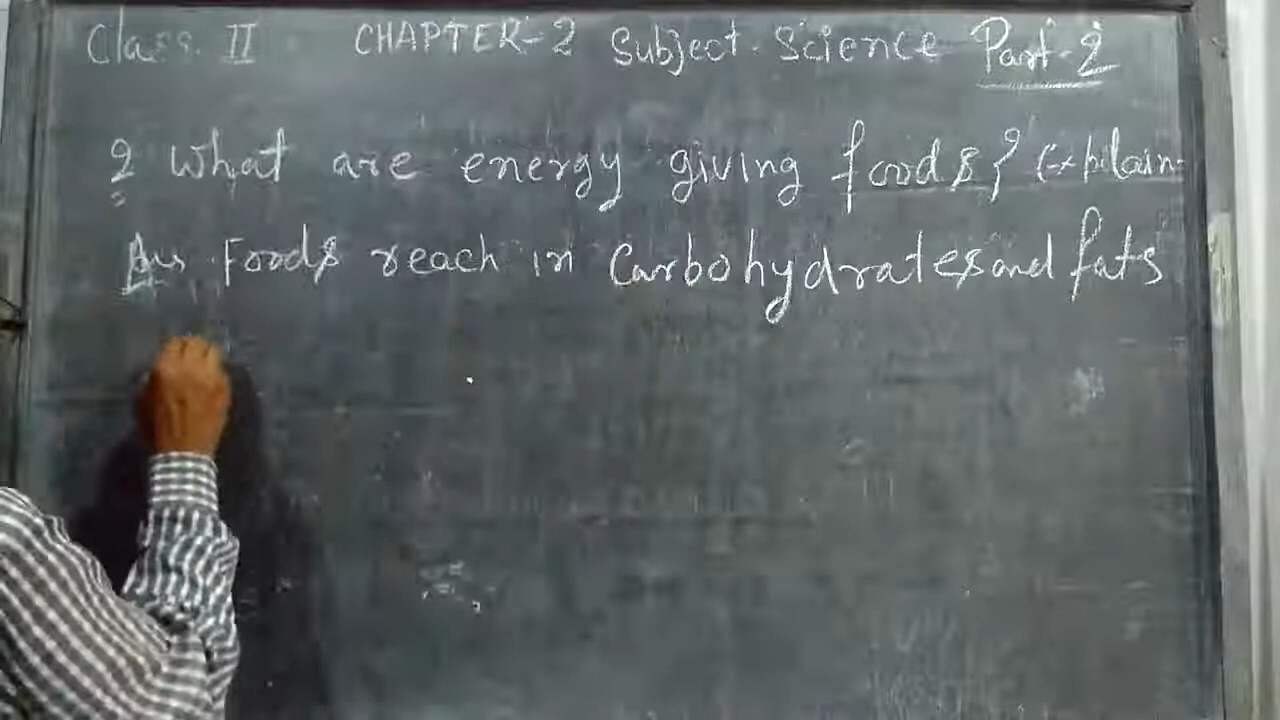 Class. II CHAPTER-2 Subject. Science Part-2
2 What are energy giving foods? Explain
Ans. Foods reach in Carbohydrates and fats